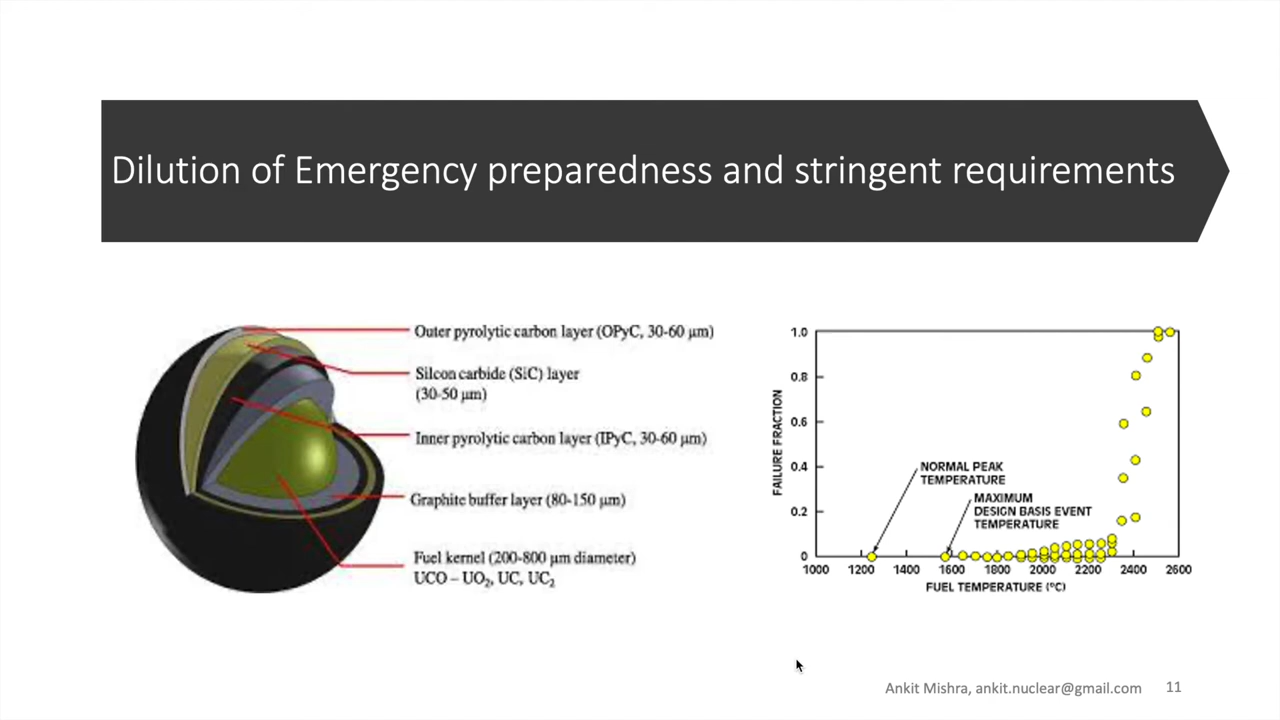 Dilution of Emergency preparedness and stringent requirements
Outer pyrolytic carbon layer (OPyC, 30-60 μm)
Silcon carbide (SiC) layer
(30-50 μm)
Inner pyrolytic carbon layer (IPyC, 30-60 μm)
Graphite buffer layer (80-150 μm)
Fuel kernel (200-800 μm diameter)
UCO – UO₂, UC, UC₂
FAILURE FRACTION
1.0
0.8
0.6
0.4
0.2
0
NORMAL PEAK
TEMPERATURE
MAXIMUM
DESIGN BASIS EVENT
TEMPERATURE
1000 1200 1400 1600 1800 2000 2200 2400 2600
FUEL TEMPERATURE (ºC)
Ankit Mishra, ankit.nuclear@gmail.com 11